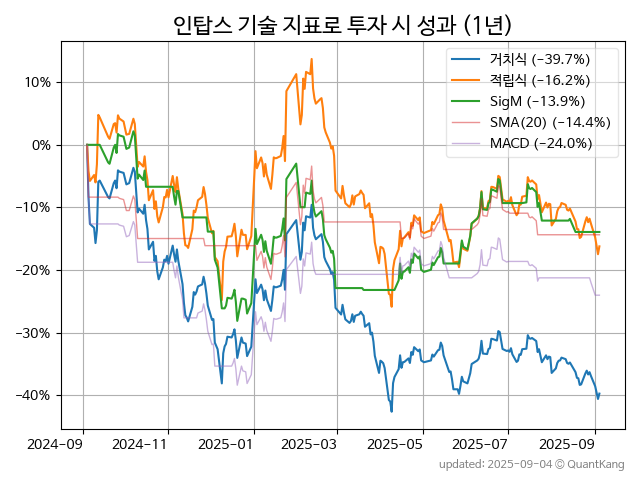 인탑스 기술 지표로 투자 시 성과 (1년)
거치식 (−39.7%)
적립식 (−16.2%)
SigM (−13.9%)
SMA(20) (−14.4%)
MACD (−24.0%)
10%
0%
−10%
−20%
−30%
−40%
2024-09 2024-11 2025-01 2025-03 2025-05 2025-07 2025-09
updated: 2025-09-04 © QuantKang